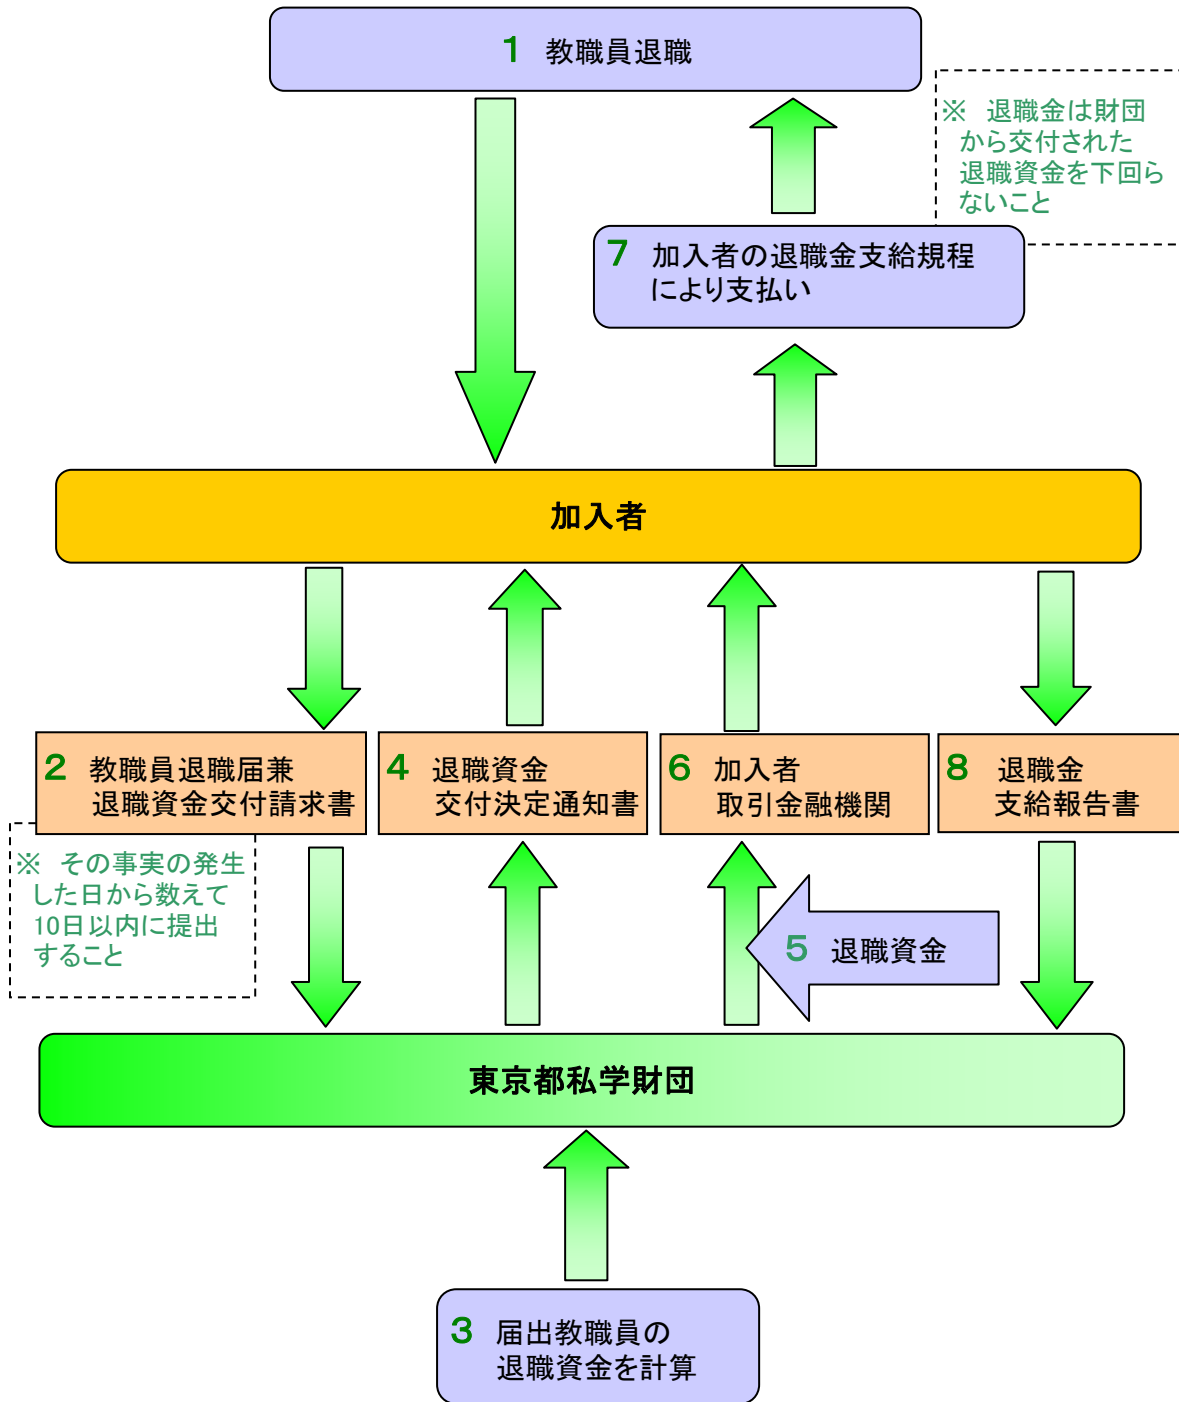 1 教職員退職
※ 退職金は財団
から交付された
退職資金を下回ら
ないこと
7 加入者の退職金支給規程
により支払い
加入者
2 教職員退職届兼
退職資金交付請求書
4 退職資金
交付決定通知書
6 加入者
取引金融機関
8 退職金
支給報告書
※ その事実の発生
した日から数えて
10日以内に提出
すること
5 退職資金
東京都私学財団
3 届出教職員の
退職資金を計算